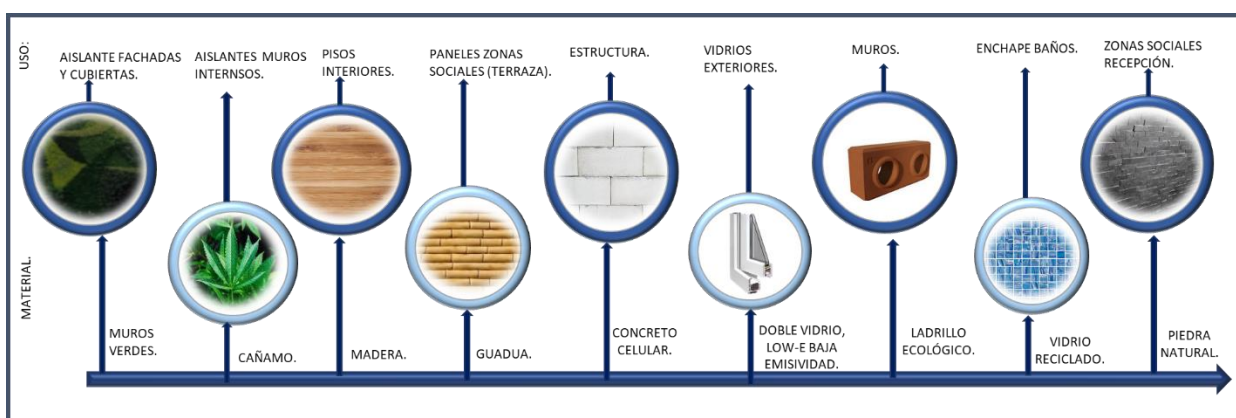 USO:
AISLANTE FACHADAS
Y CUBIERTAS.
AISLANTES MUROS
INTERNSOS.
PISOS
INTERIORES.
PANELES ZONAS
SOCIALES (TERRAZA).
ESTRUCTURA.
VIDRIOS
EXTERIORES.
MUROS.
ENCHAPE BAÑOS.
ZONAS SOCIALES
RECEPCIÓN.
MATERIAL.
MUROS
VERDES.
CAÑAMO.
MADERA.
GUADUA.
CONCRETO
CELULAR.
DOBLE VIDRIO,
LOW-E BAJA
EMISIVIDAD.
LADRILLO
ECOLÓGICO.
VIDRIO
RECICLADO.
PIEDRA
NATURAL.